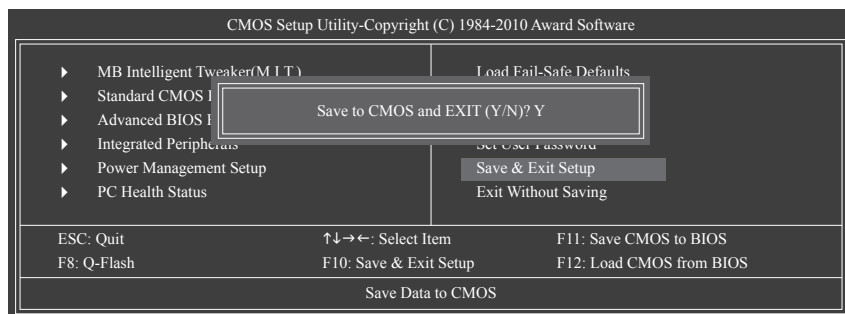 CMOS Setup Utility-Copyright (C) 1984-2010 Award Software
MB Intelligent Tweaker(M.I.T.)
Standard CMOS
Advanced BIOS
Integrated Peripherals
Power Management Setup
PC Health Status
Load Fail-Safe Defaults
Set User Password
Save & Exit Setup
Exit Without Saving
Save to CMOS and EXIT (Y/N)? Y
ESC: Quit ↑↓→←: Select Item F11: Save CMOS to BIOS
F8: Q-Flash F10: Save & Exit Setup F12: Load CMOS from BIOS
Save Data to CMOS